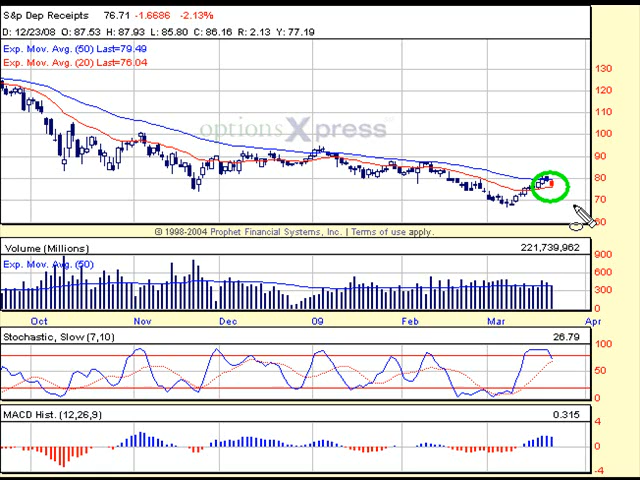 S&p Dep Receipts 76.71 -1.6686 -2.13%
D: 12/23/08 O: 87.53 H: 87.93 L: 85.80 C: 86.16 R: 2.13 Y: 77.19
Exp. Mov. Avg. (50) Last=79.49
Exp. Mov. Avg. (20) Last=76.04
130
120
110
100
optionsXpress
90
80
70
60
© 1998-2004 Prophet Financial Systems, Inc. | Terms of use apply.
Volume (Millions) 221,739,962
Exp. Mov. Avg. (50)
900
600
300
0
Oct Nov Dec 09 Feb Mar Apr
Stochastic, Slow (7,10) 26.79
100
50
0
MACD Hist. (12,26,9) 0.315
4
0
-4